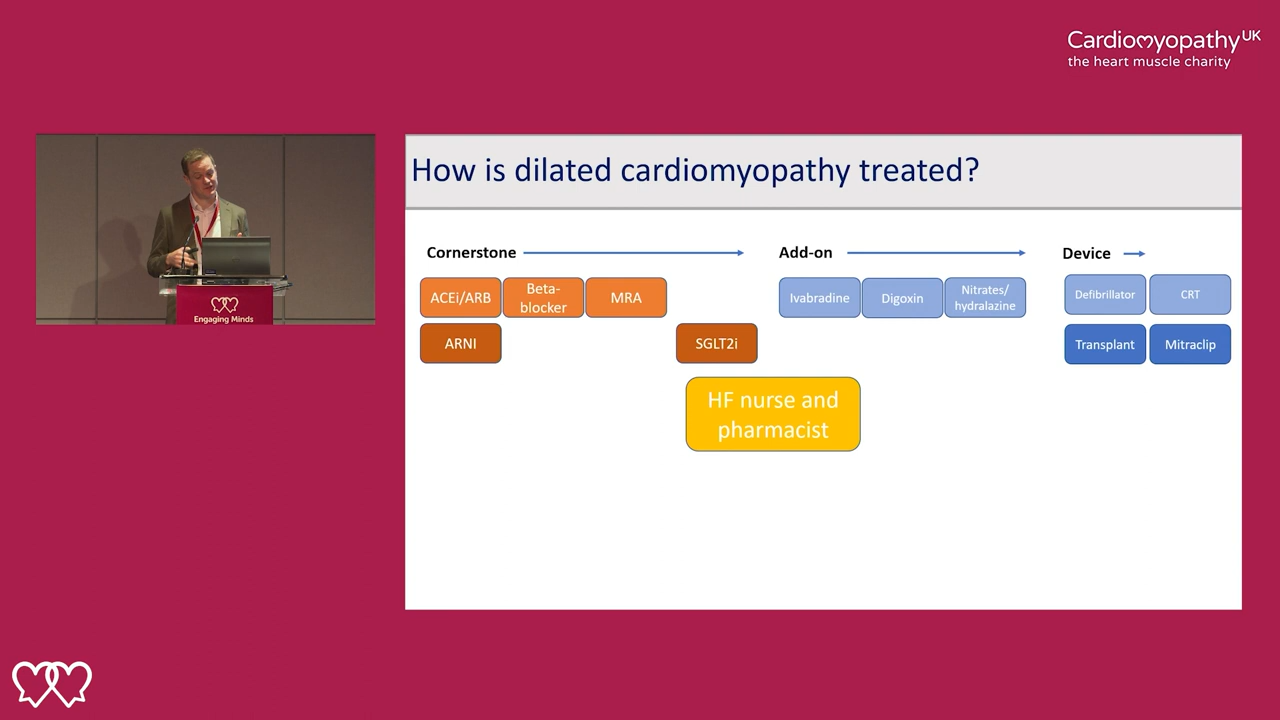 Cardiomyopathy UK
the heart muscle charity
How is dilated cardiomyopathy treated?
Cornerstone
Add-on
Device
ACEi/ARB
Beta-
blocker
MRA
Ivabradine
Digoxin
Nitrates/
hydralazine
Defibrillator
CRT
ARNI
SGLT2i
Transplant
Mitraclip
HF nurse and
pharmacist
Engaging Minds